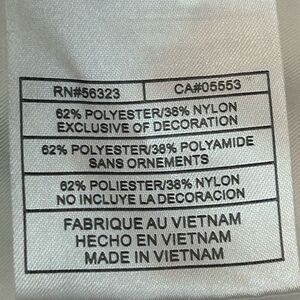 RN#56323 CA#05553
62% POLYESTER/38% NYLON
EXCLUSIVE OF DECORATION
62% POLYESTER/38% POLYAMIDE
SANS ORNEMENTS
62% POLIESTER/38% NYLON
NO INCLUYE LA DECORACION
FABRIQUE AU VIETNAM
HECHO EN VIETNAM
MADE IN VIETNAM